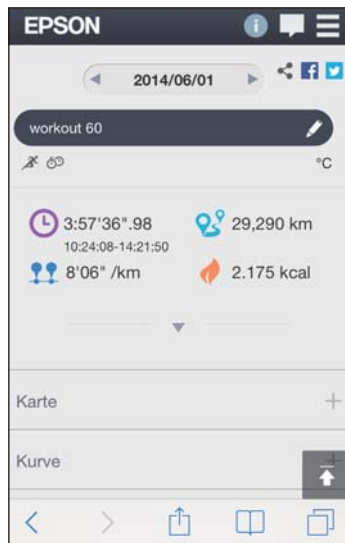 EPSON
2014/06/01
workout 60
°C
3:57'36".98
29,290 km
10:24:08-14:21:50
8'06" /km
2.175 kcal
Karte
Kurve